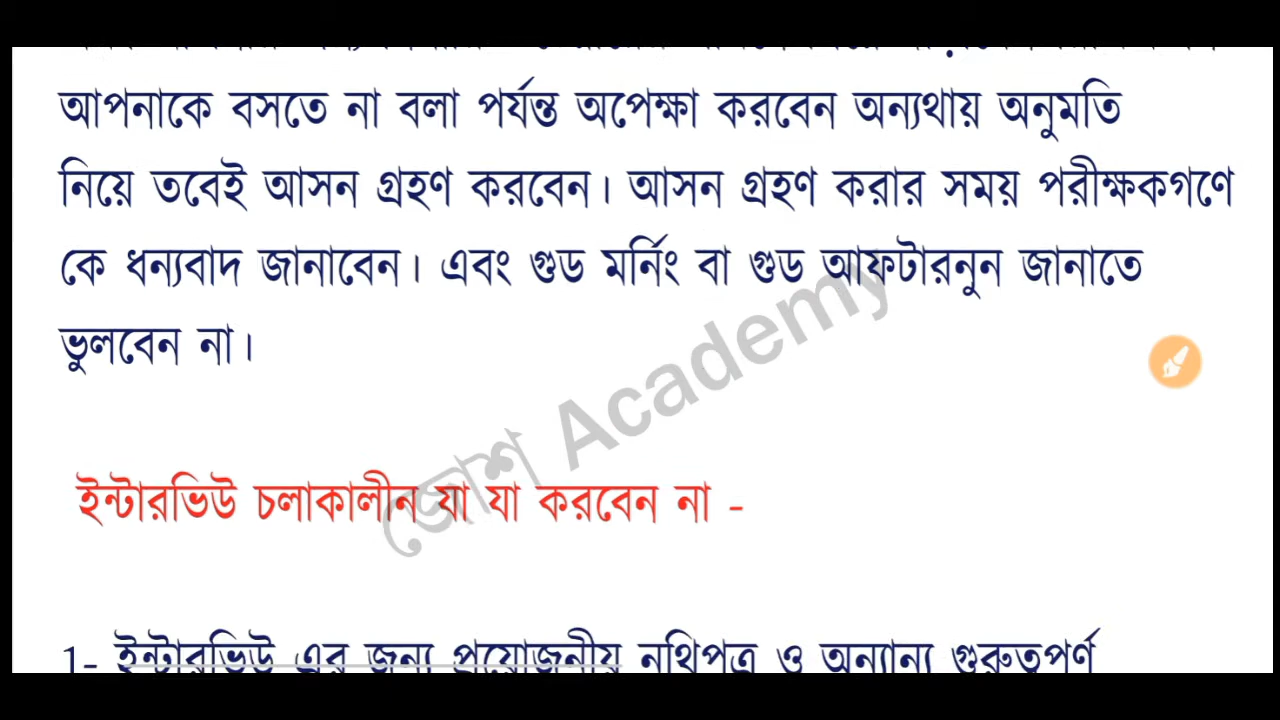 আপনাকে বসতে না বলা পর্যন্ত অপেক্ষা করবেন অন্যথায় অনুমতি
নিয়ে তবেই আসন গ্রহণ করবেন। আসন গ্রহণ করার সময় পরীক্ষকগণে
কে ধন্যবাদ জানাবেন। এবং গুড মর্নিং বা গুড আফটারনুন জানাতে
ভুলবেন না।
জোশ Academy
ইন্টারভিউ চলাকালীন যা যা করবেন না -
1- ইন্টারভিউ এর জন্য প্রয়োজনীয় নথিপত্র ও অন্যান্য গুরুত্বপূর্ণ